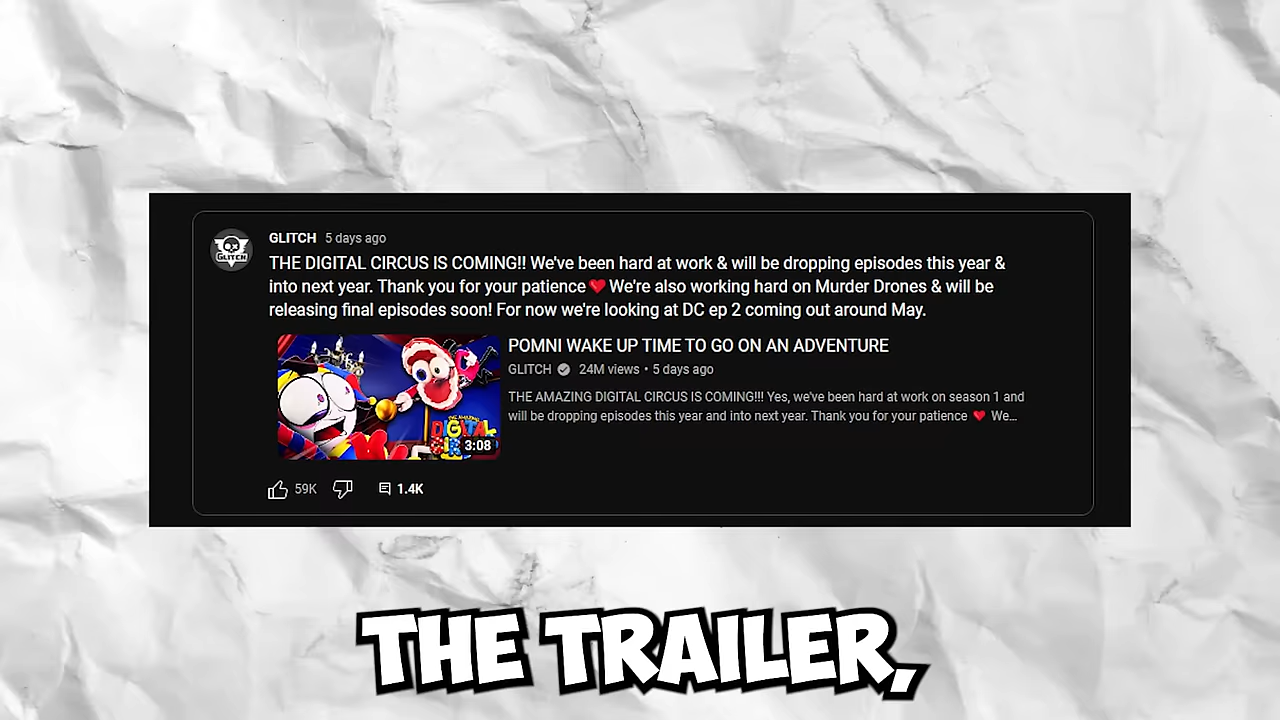 GLITCH 5 days ago
THE DIGITAL CIRCUS IS COMING!! We've been hard at work & will be dropping episodes this year &
into next year. Thank you for your patience ❤️ We're also working hard on Murder Drones & will be
releasing final episodes soon! For now we're looking at DC ep 2 coming out around May.
POMNI WAKE UP TIME TO GO ON AN ADVENTURE
GLITCH 24M views • 5 days ago
THE AMAZING DIGITAL CIRCUS IS COMING!!! Yes, we've been hard at work on season 1 and
will be dropping episodes this year and into next year. Thank you for your patience ❤️ We...
GLITCH
THE AMAZING
DIGITAL
3:08
59K 1.4K
THE TRAILER,